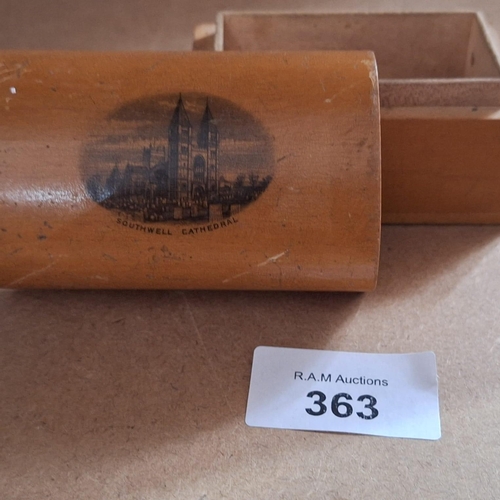 SOUTHWELL CATHEDRAL
R.A.M Auctions
363